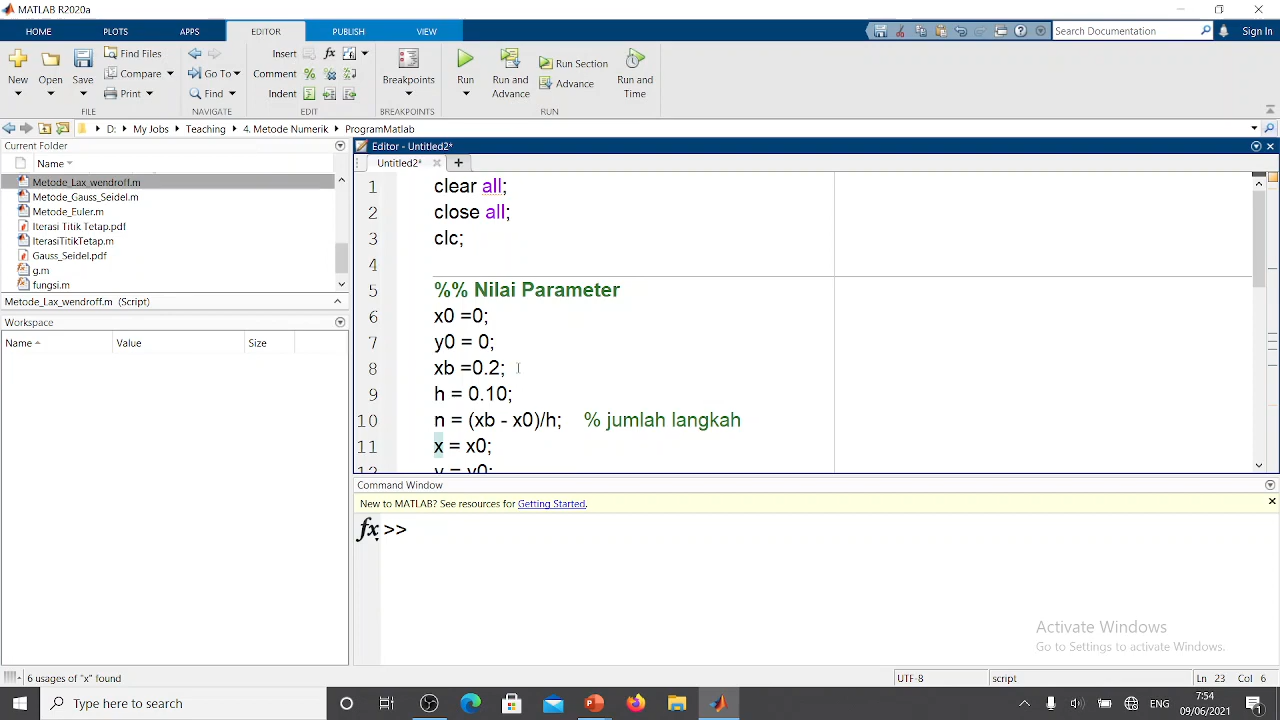 MATLAB R2020a
HOME PLOTS APPS EDITOR PUBLISH VIEW Search Documentation Sign In
New Open Save Find Files Compare Print
Go To Find
Insert fx Comment Indent
Breakpoints
Run Run and Advance Run Section Advance Run and Time
FILE NAVIGATE EDIT BREAKPOINTS RUN
D: My Jobs Teaching 4. Metode Numerik ProgramMatlab
Current Folder
Name
Metode_Lax_wendroff.m
Metode_Gauss_Seidel.m
Metode_Euler.m
Iterasi Titik Tetap.pdf
IterasiTitikTetap.m
Gauss_Seidel.pdf
g.m
fungsi.m
Metode_Lax_wendroff.m (Script)
Workspace
Name Value Size
Editor - Untitled2*
Untitled2*
1 clear all;
2 close all;
3 clc;
4
5 %% Nilai Parameter
6 x0 =0;
7 y0 = 0;
8 xb =0.2;
9 h = 0.10;
10 n = (xb - x0)/h; % jumlah langkah
11 x = x0;
12 y = y0;
Command Window
New to MATLAB? See resources for Getting Started.
fx >>
Activate Windows
Go to Settings to activate Windows.
6 usages of "x" found UTF-8 script Ln 23 Col 6
Type here to search 7:54
09/06/2021